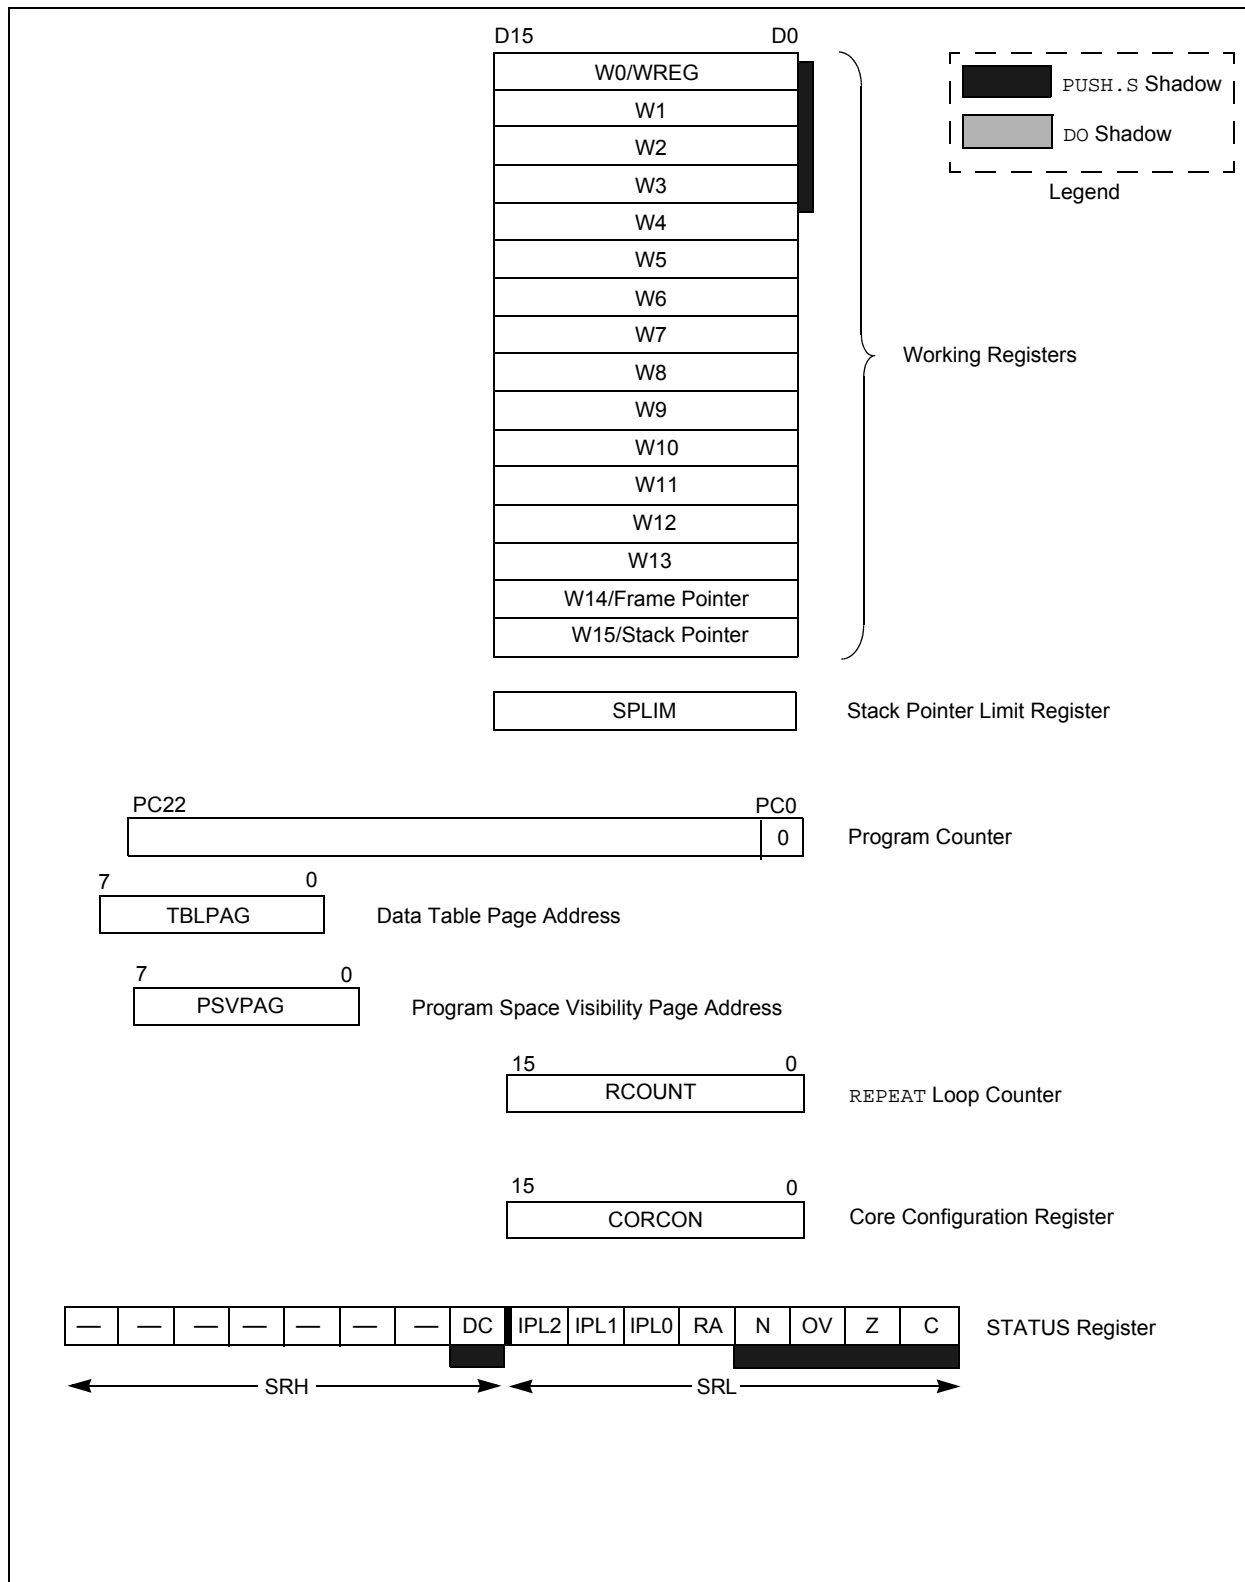 D15 D0
W0/WREG
W1
W2
W3
W4
W5
W6
W7
W8
W9
W10
W11
W12
W13
W14/Frame Pointer
W15/Stack Pointer
Working Registers
PUSH.S Shadow
DO Shadow
Legend
SPLIM Stack Pointer Limit Register
PC22 PC0
0 Program Counter
7 0
TBLPAG Data Table Page Address
7 0
PSVPAG Program Space Visibility Page Address
15 0
RCOUNT REPEAT Loop Counter
15 0
CORCON Core Configuration Register
— — — — — — — DC IPL2 IPL1 IPL0 RA N OV Z C STATUS Register
SRH SRL